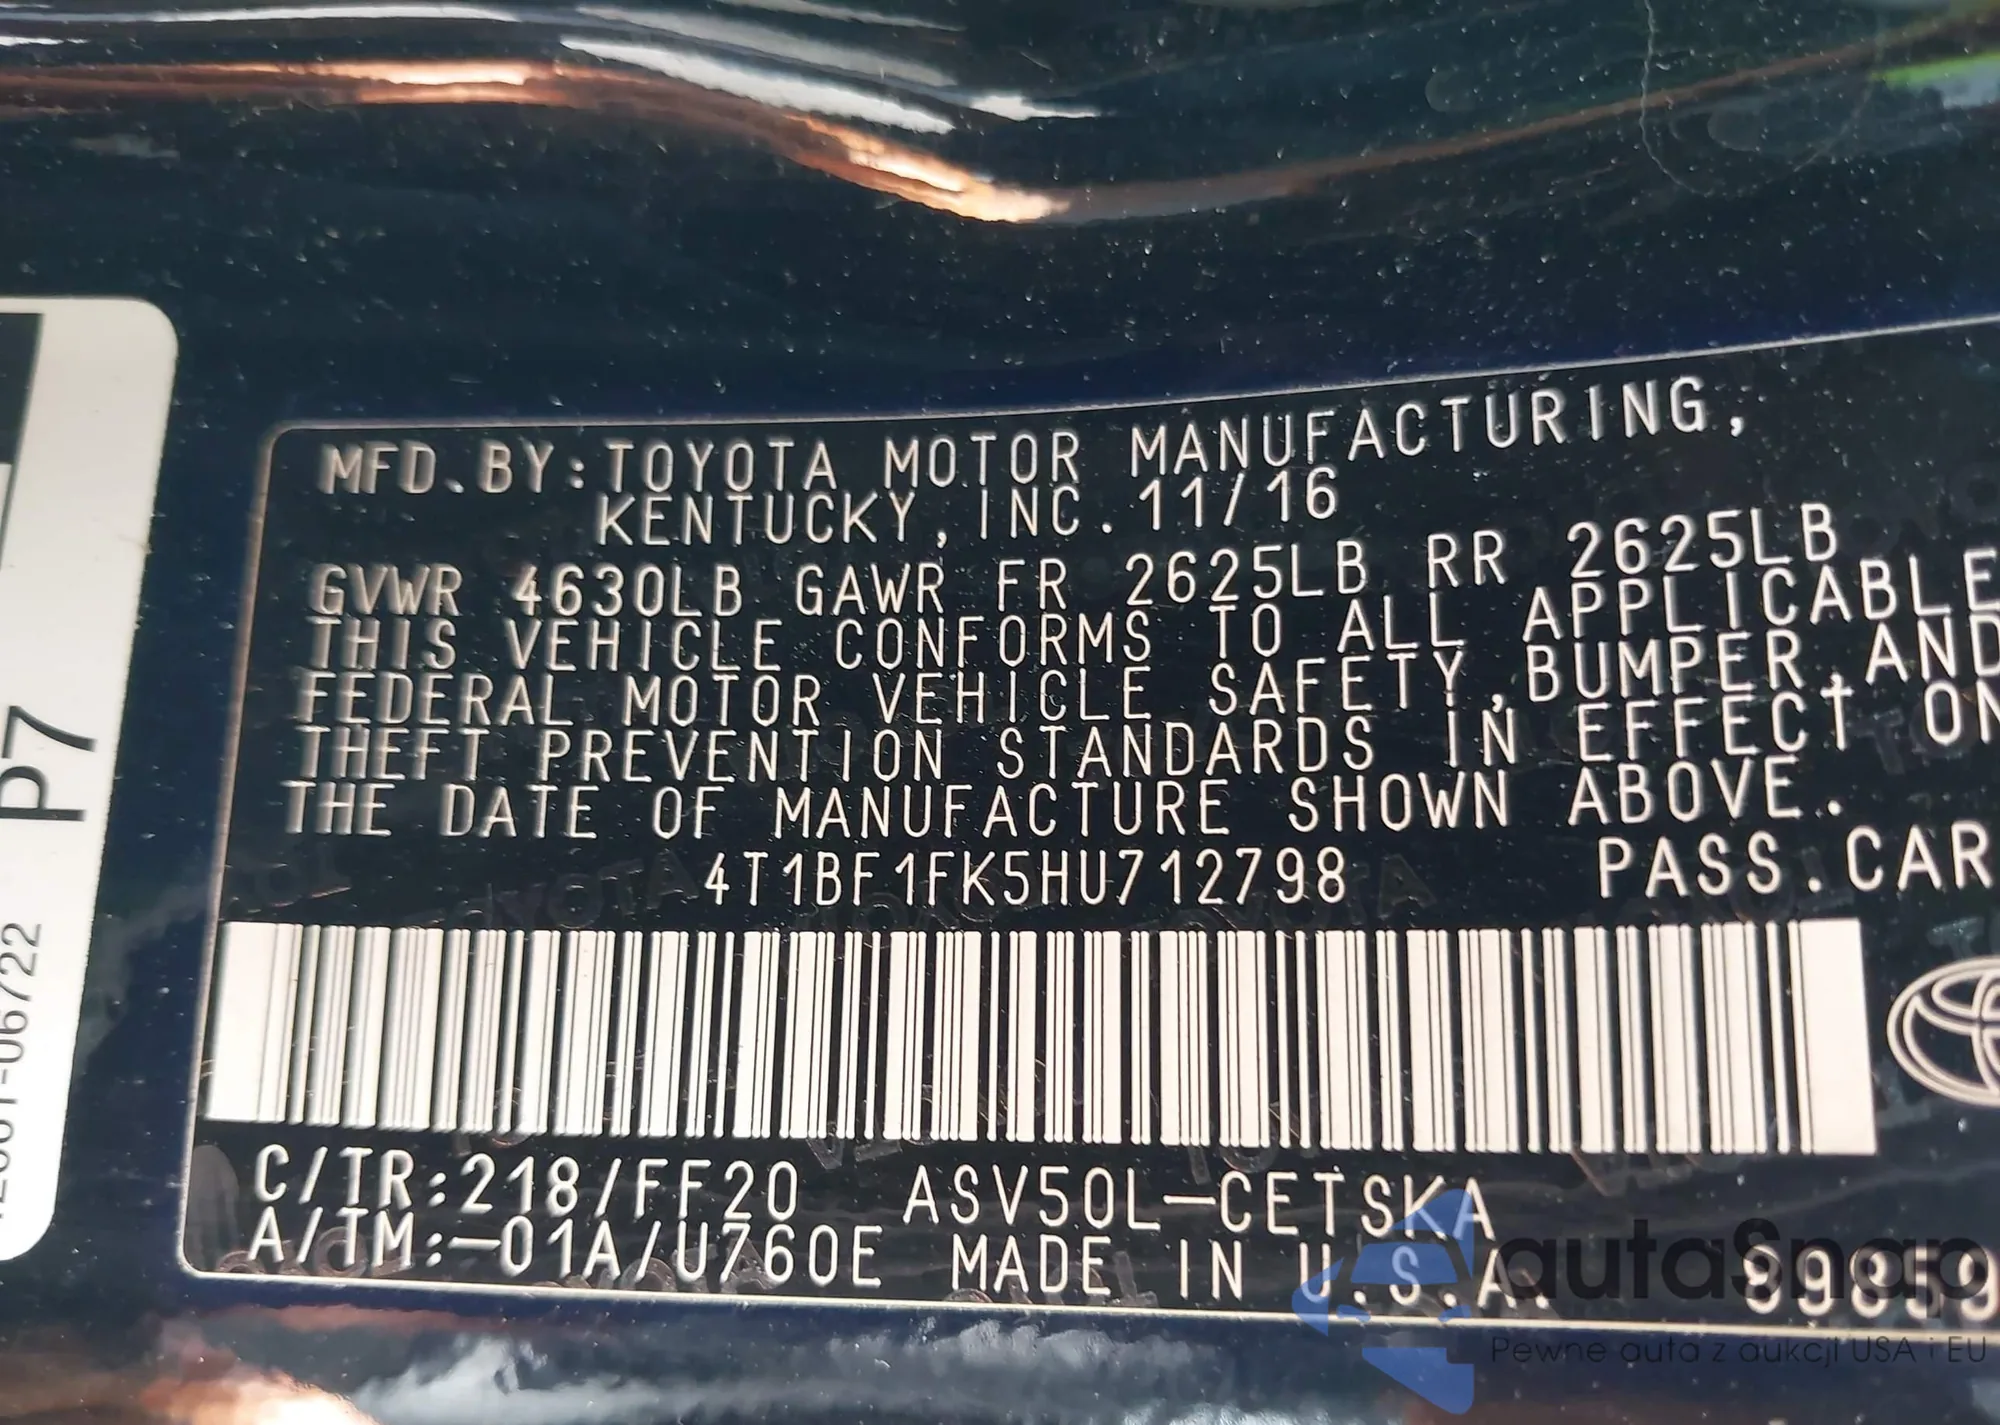 MFD.BY:TOYOTA MOTOR MANUFACTURING,
KENTUCKY,INC.11/16
GVWR 4630LB GAWR FR 2625LB RR 2625LB
THIS VEHICLE CONFORMS TO ALL APPLICABLE
FEDERAL MOTOR VEHICLE SAFETY,BUMPER,AND
THEFT PREVENTION STANDARDS IN EFFECT ON
THE DATE OF MANUFACTURE SHOWN ABOVE.
4T1BF1FK5HU712798 PASS.CAR
C/TR:218/FF20 ASV50L-CETSKA
A/TM:-01A/U760E MADE IN U.S.A.
P7
autaSnap
Pewne auta z aukcji USA i EU